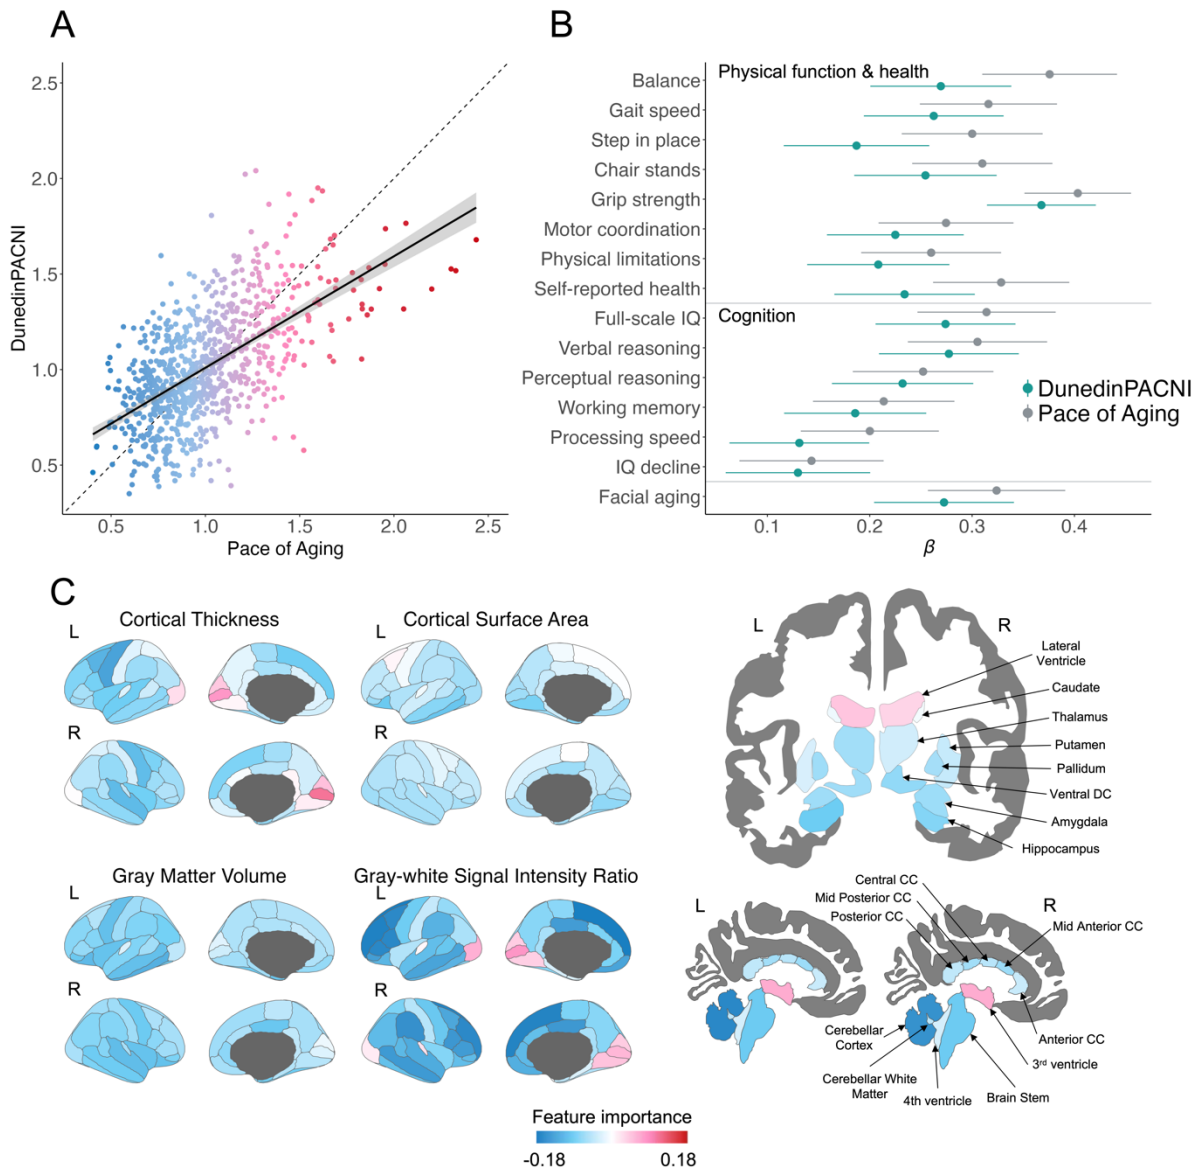 A
2.5
2.0
1.5
1.0
0.5
DunedinPACNI
0.5
1.0
1.5
2.0
2.5
Pace of Aging
B
Physical function & health
Balance
Gait speed
Step in place
Chair stands
Grip strength
Motor coordination
Physical limitations
Self-reported health
Cognition
Full-scale IQ
Verbal reasoning
Perceptual reasoning
Working memory
Processing speed
IQ decline
Facial aging
DunedinPACNI
Pace of Aging
0.1
0.2
0.3
0.4
β
C
Cortical Thickness
L
R
Cortical Surface Area
L
R
Gray Matter Volume
L
R
Gray-white Signal Intensity Ratio
L
R
L
R
Lateral
Ventricle
Caudate
Thalamus
Putamen
Pallidum
Ventral DC
Amygdala
Hippocampus
L
R
Central CC
Mid Posterior CC
Posterior CC
Mid Anterior CC
Anterior CC
3rd ventricle
Brain Stem
4th ventricle
Cerebellar White
Matter
Cerebellar
Cortex
Feature importance
-0.18
0.18